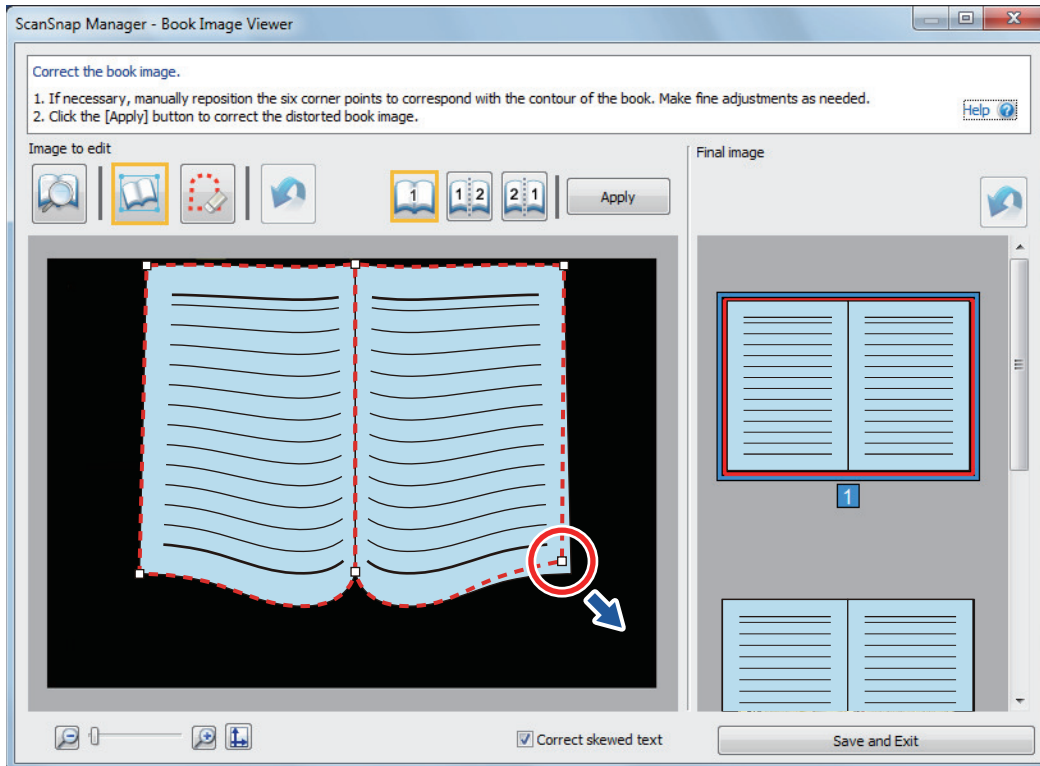 ScanSnap Manager - Book Image Viewer
Correct the book image.
1. If necessary, manually reposition the six corner points to correspond with the contour of the book. Make fine adjustments as needed.
2. Click the [Apply] button to correct the distorted book image.
Help ?
Image to edit
Final image
1
1 2
2 1
Apply
1
Correct skewed text
Save and Exit